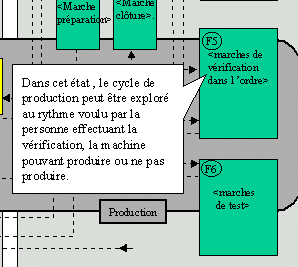 <Marche
préparation>
<Marche
clôture>.
F5
<marches de
vérification
dans l'ordre>
Dans cet état, le cycle de
production peut être exploré
au rythme voulu par la
personne effectuant la
vérification, la machine
pouvant produire ou ne pas
produire.
F6
<marches
de test>
Production